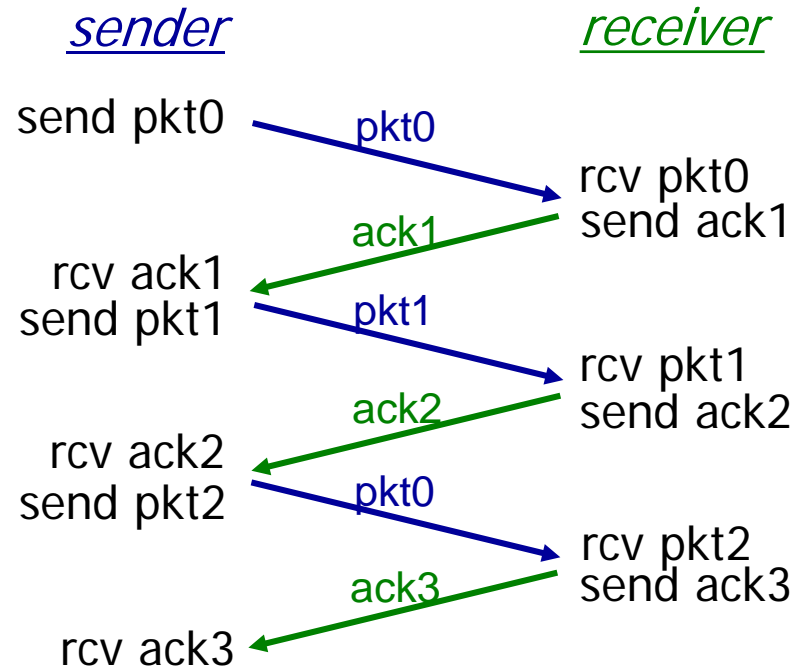 sender
receiver
send pkt0
pkt0
rcv pkt0
send ack1
ack1
rcv ack1
send pkt1
pkt1
rcv pkt1
send ack2
ack2
rcv ack2
send pkt2
pkt0
rcv pkt2
send ack3
ack3
rcv ack3